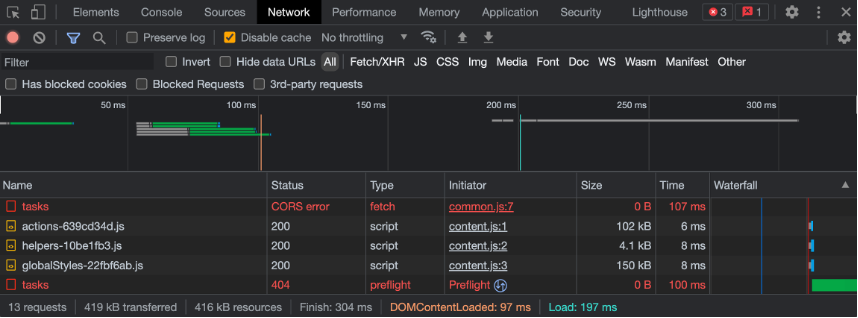 Elements Console Sources Network Performance Memory Application Security Lighthouse 3 1
Preserve log Disable cache No throttling
Filter Invert Hide data URLs All Fetch/XHR JS CSS Img Media Font Doc WS Wasm Manifest Other
Has blocked cookies Blocked Requests 3rd-party requests
50 ms 100 ms 150 ms 200 ms 250 ms 300 ms
Name Status Type Initiator Size Time Waterfall
tasks CORS error fetch common.js:7 0 B 107 ms
actions-639cd34d.js 200 script content.js:1 102 kB 6 ms
helpers-10be1fb3.js 200 script content.js:2 4.1 kB 8 ms
globalStyles-22fbf6ab.js 200 script content.js:3 150 kB 8 ms
tasks 404 preflight Preflight 0 B 100 ms
13 requests 419 kB transferred 416 kB resources Finish: 304 ms DOMContentLoaded: 97 ms Load: 197 ms